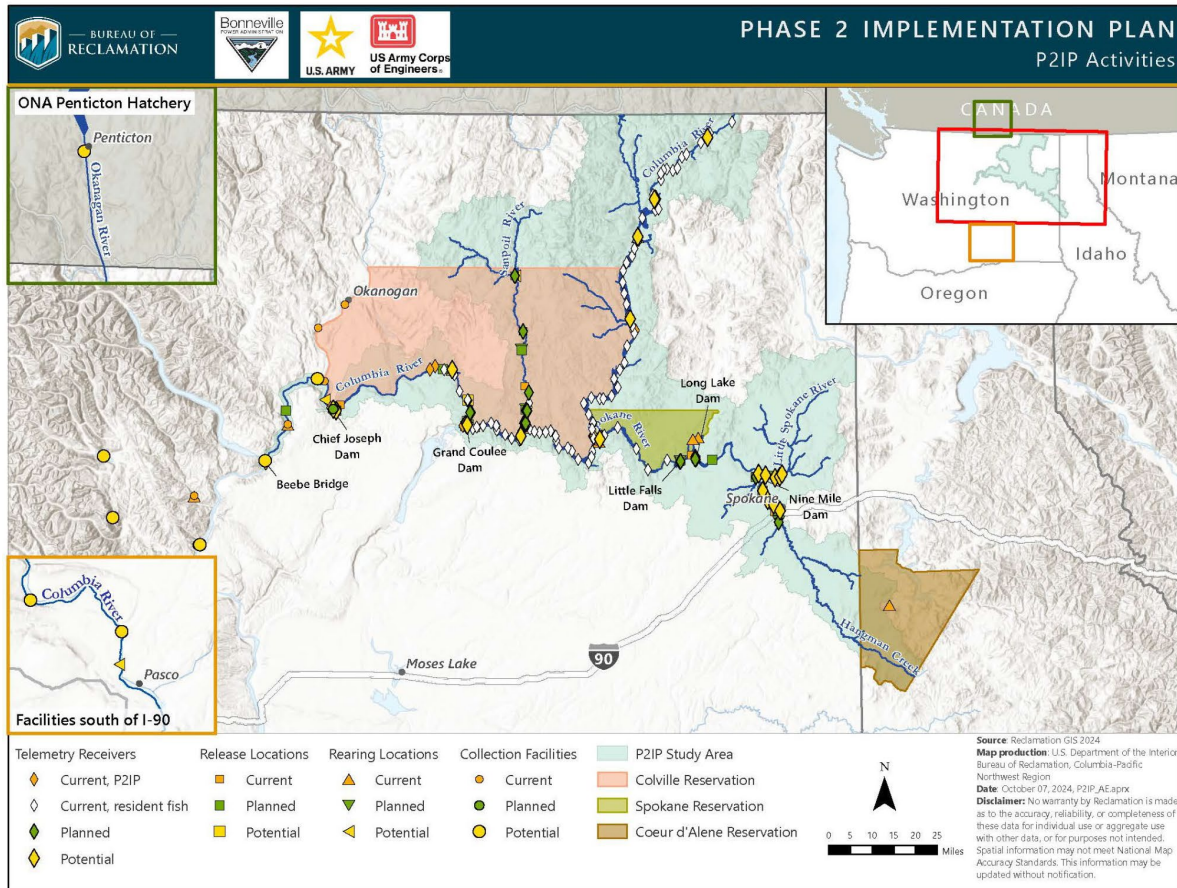 BUREAU OF
RECLAMATION
Bonneville
POWER ADMINISTRATION
U.S. ARMY
US Army Corps
of Engineers®
PHASE 2 IMPLEMENTATION PLAN
P2IP Activities
ONA Penticton Hatchery
Penticton
Okanagan River
CANADA
Washington
Montana
Idaho
Oregon
Columbia River
Sanpoil River
Okanogan
Columbia River
Chief Joseph
Dam
Beebe Bridge
Grand Coulee
Dam
Spokane River
Long Lake
Dam
Little Falls
Dam
Little Spokane River
Spokane
Nine Mile
Dam
Hangman Creek
90
Moses Lake
Columbia River
Pasco
Facilities south of I-90
Telemetry Receivers
Current, P2IP
Current, resident fish
Planned
Potential
Release Locations
Current
Planned
Potential
Rearing Locations
Current
Planned
Potential
Collection Facilities
Current
Planned
Potential
P2IP Study Area
Colville Reservation
Spokane Reservation
Coeur d'Alene Reservation
N
0 5 10 15 20 25
Miles
Source: Reclamation GIS 2024
Map production: U.S. Department of the Interior
Bureau of Reclamation, Columbia-Pacific
Northwest Region
Date: October 07, 2024, P2IP_AE.aprx
Disclaimer: No warranty by Reclamation is made
as to the accuracy, reliability, or completeness of
these data for individual use or aggregate use
with other data, or for purposes not intended.
Spatial information may not meet National Map
Accuracy Standards. This information may be
updated without notification.